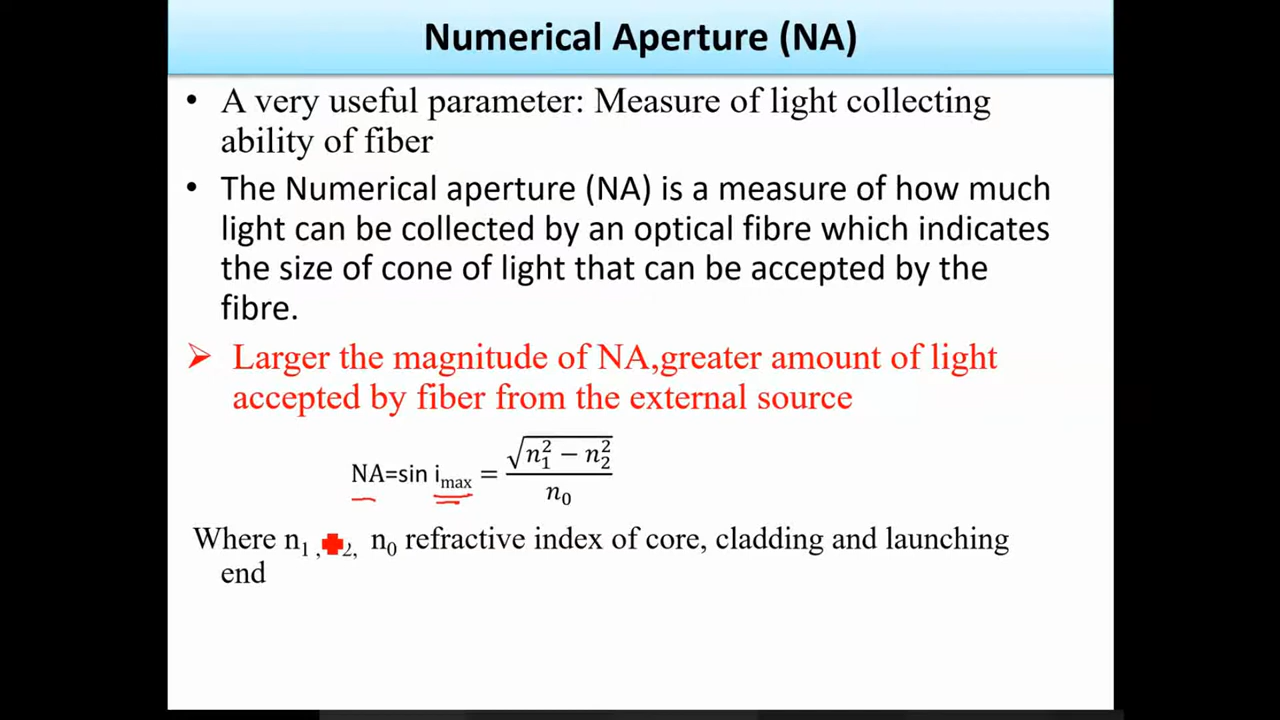 Numerical Aperture (NA)
• A very useful parameter: Measure of light collecting
ability of fiber
• The Numerical aperture (NA) is a measure of how much
light can be collected by an optical fibre which indicates
the size of cone of light that can be accepted by the
fibre.
➢ Larger the magnitude of NA,greater amount of light
accepted by fiber from the external source
NA=sin i_max = √(n₁² − n₂²) / n₀
Where n₁ , ₂, n₀ refractive index of core, cladding and launching
end